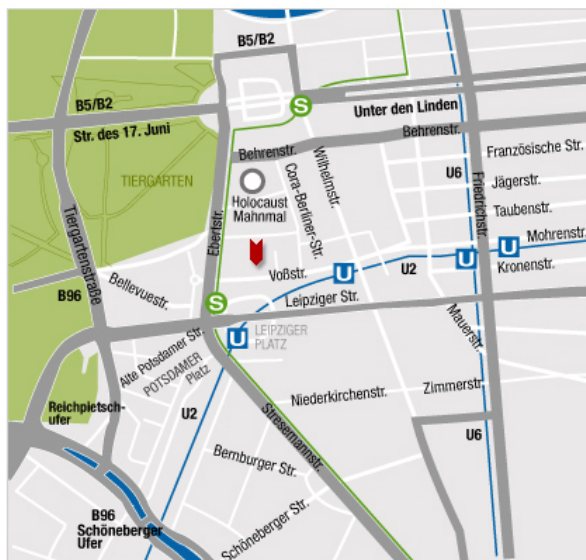 B5/B2
B5/B2
Str. des 17. Juni
S
Unter den Linden
Behrenstr.
Behrenstr.
Wilhelmstr.
Französische Str.
U6
Friedrichstr.
Jägerstr.
TIERGARTEN
Holocaust
Mahnmal
Cora-Berliner-Str.
Taubenstr.
Tiergartenstraße
Ebertstr.
Mohrenstr.
U
U
U
U2
Kronenstr.
B96
Bellevuestr.
Voßstr.
S
Leipziger Str.
Mauerstr.
U
LEIPZIGER
PLATZ
Alte Potsdamer Str.
POTSDAMER
Platz
Reichpietsch-
ufer
U2
Niederkirchenstr.
Zimmerstr.
Stresemannstr.
U6
Bernburger Str.
B96
Schöneberger
Ufer
Schöneberger Str.